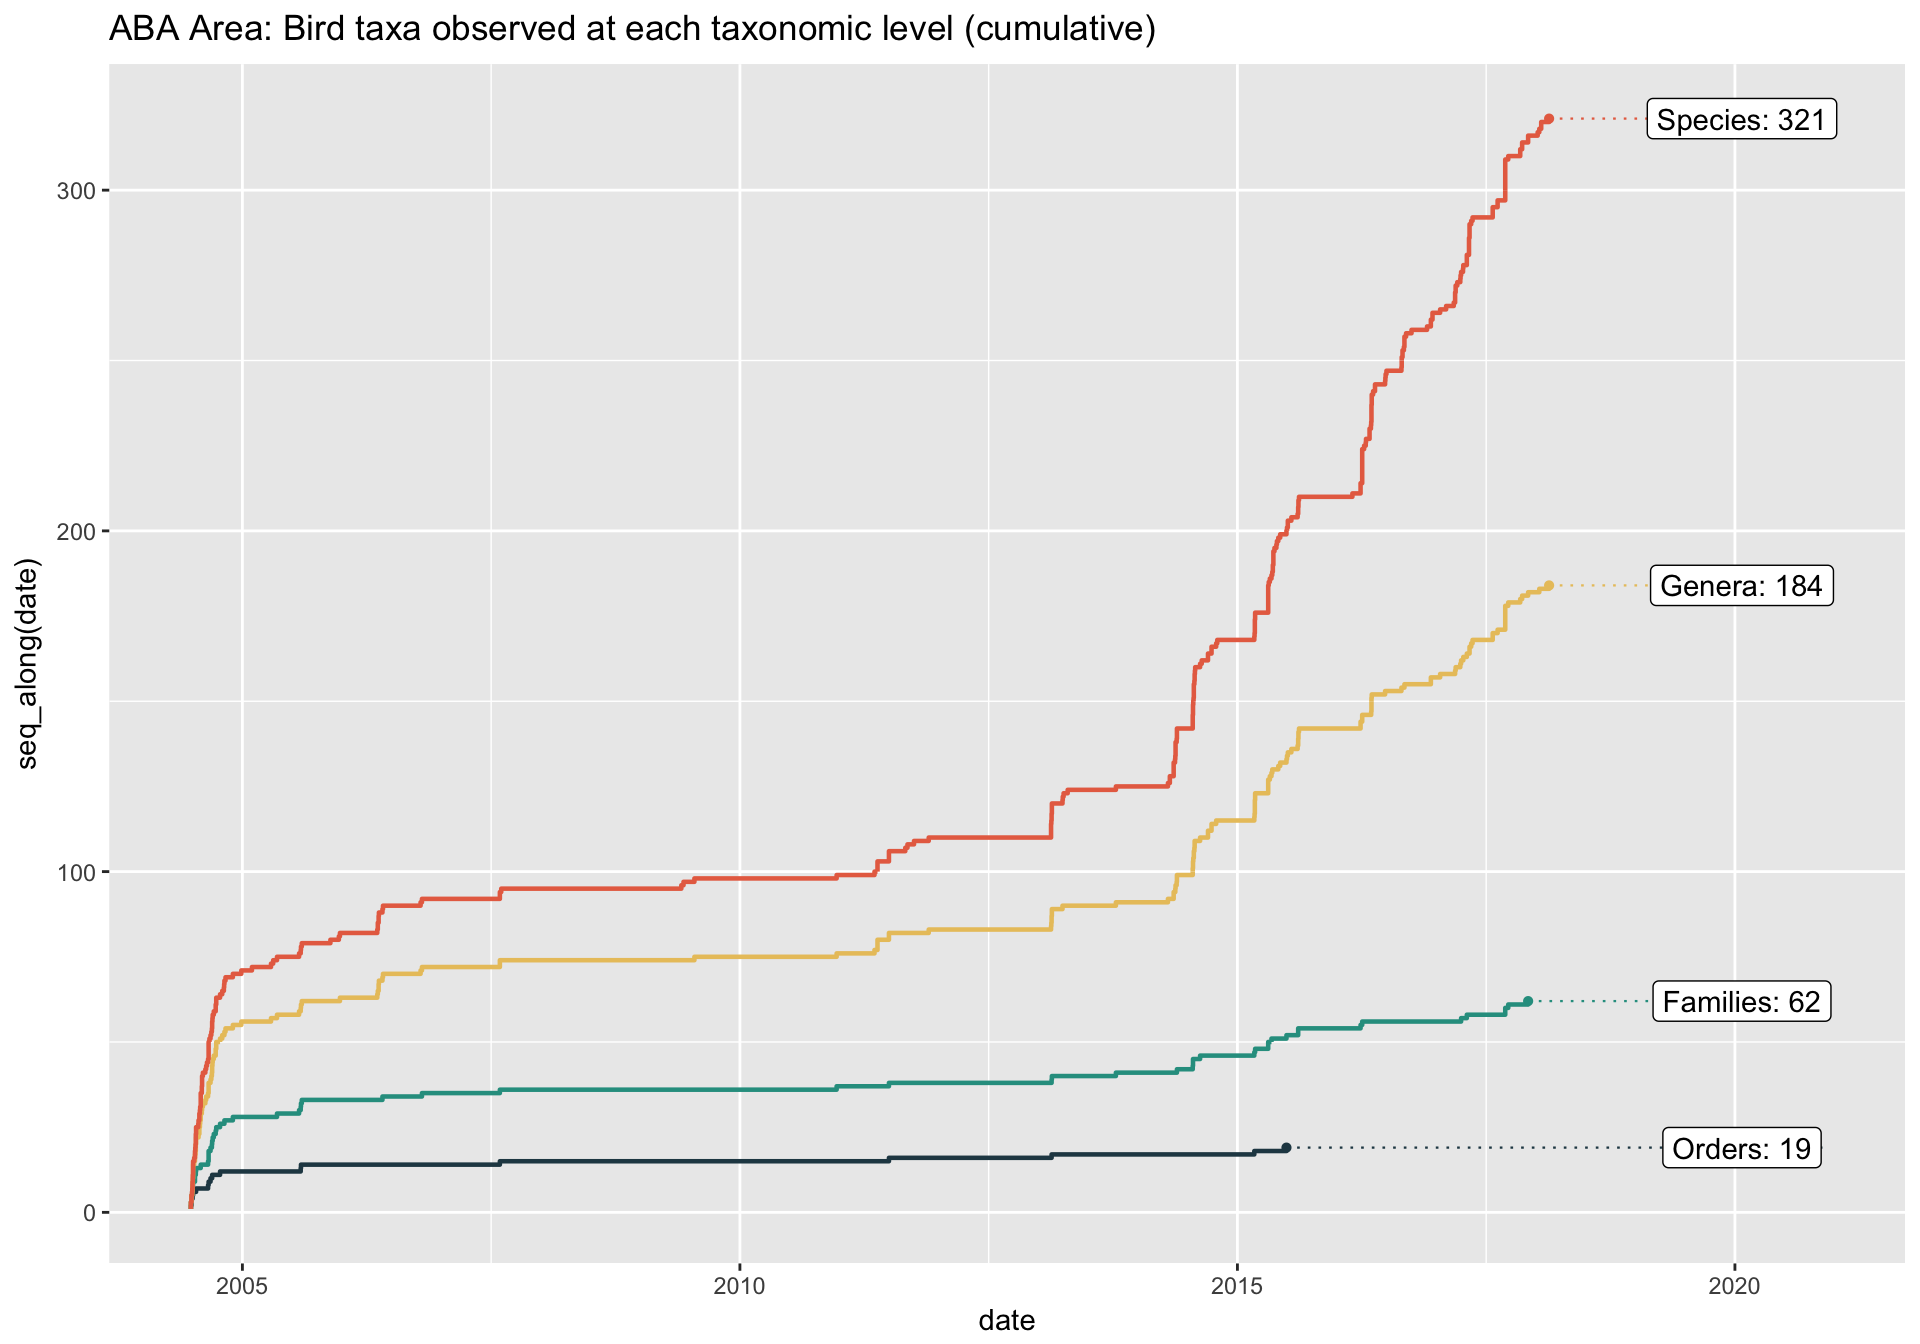 ABA Area: Bird taxa observed at each taxonomic level (cumulative)
seq_along(date)
300
200
100
0
Species: 321
Genera: 184
Families: 62
Orders: 19
2005
2010
2015
2020
date